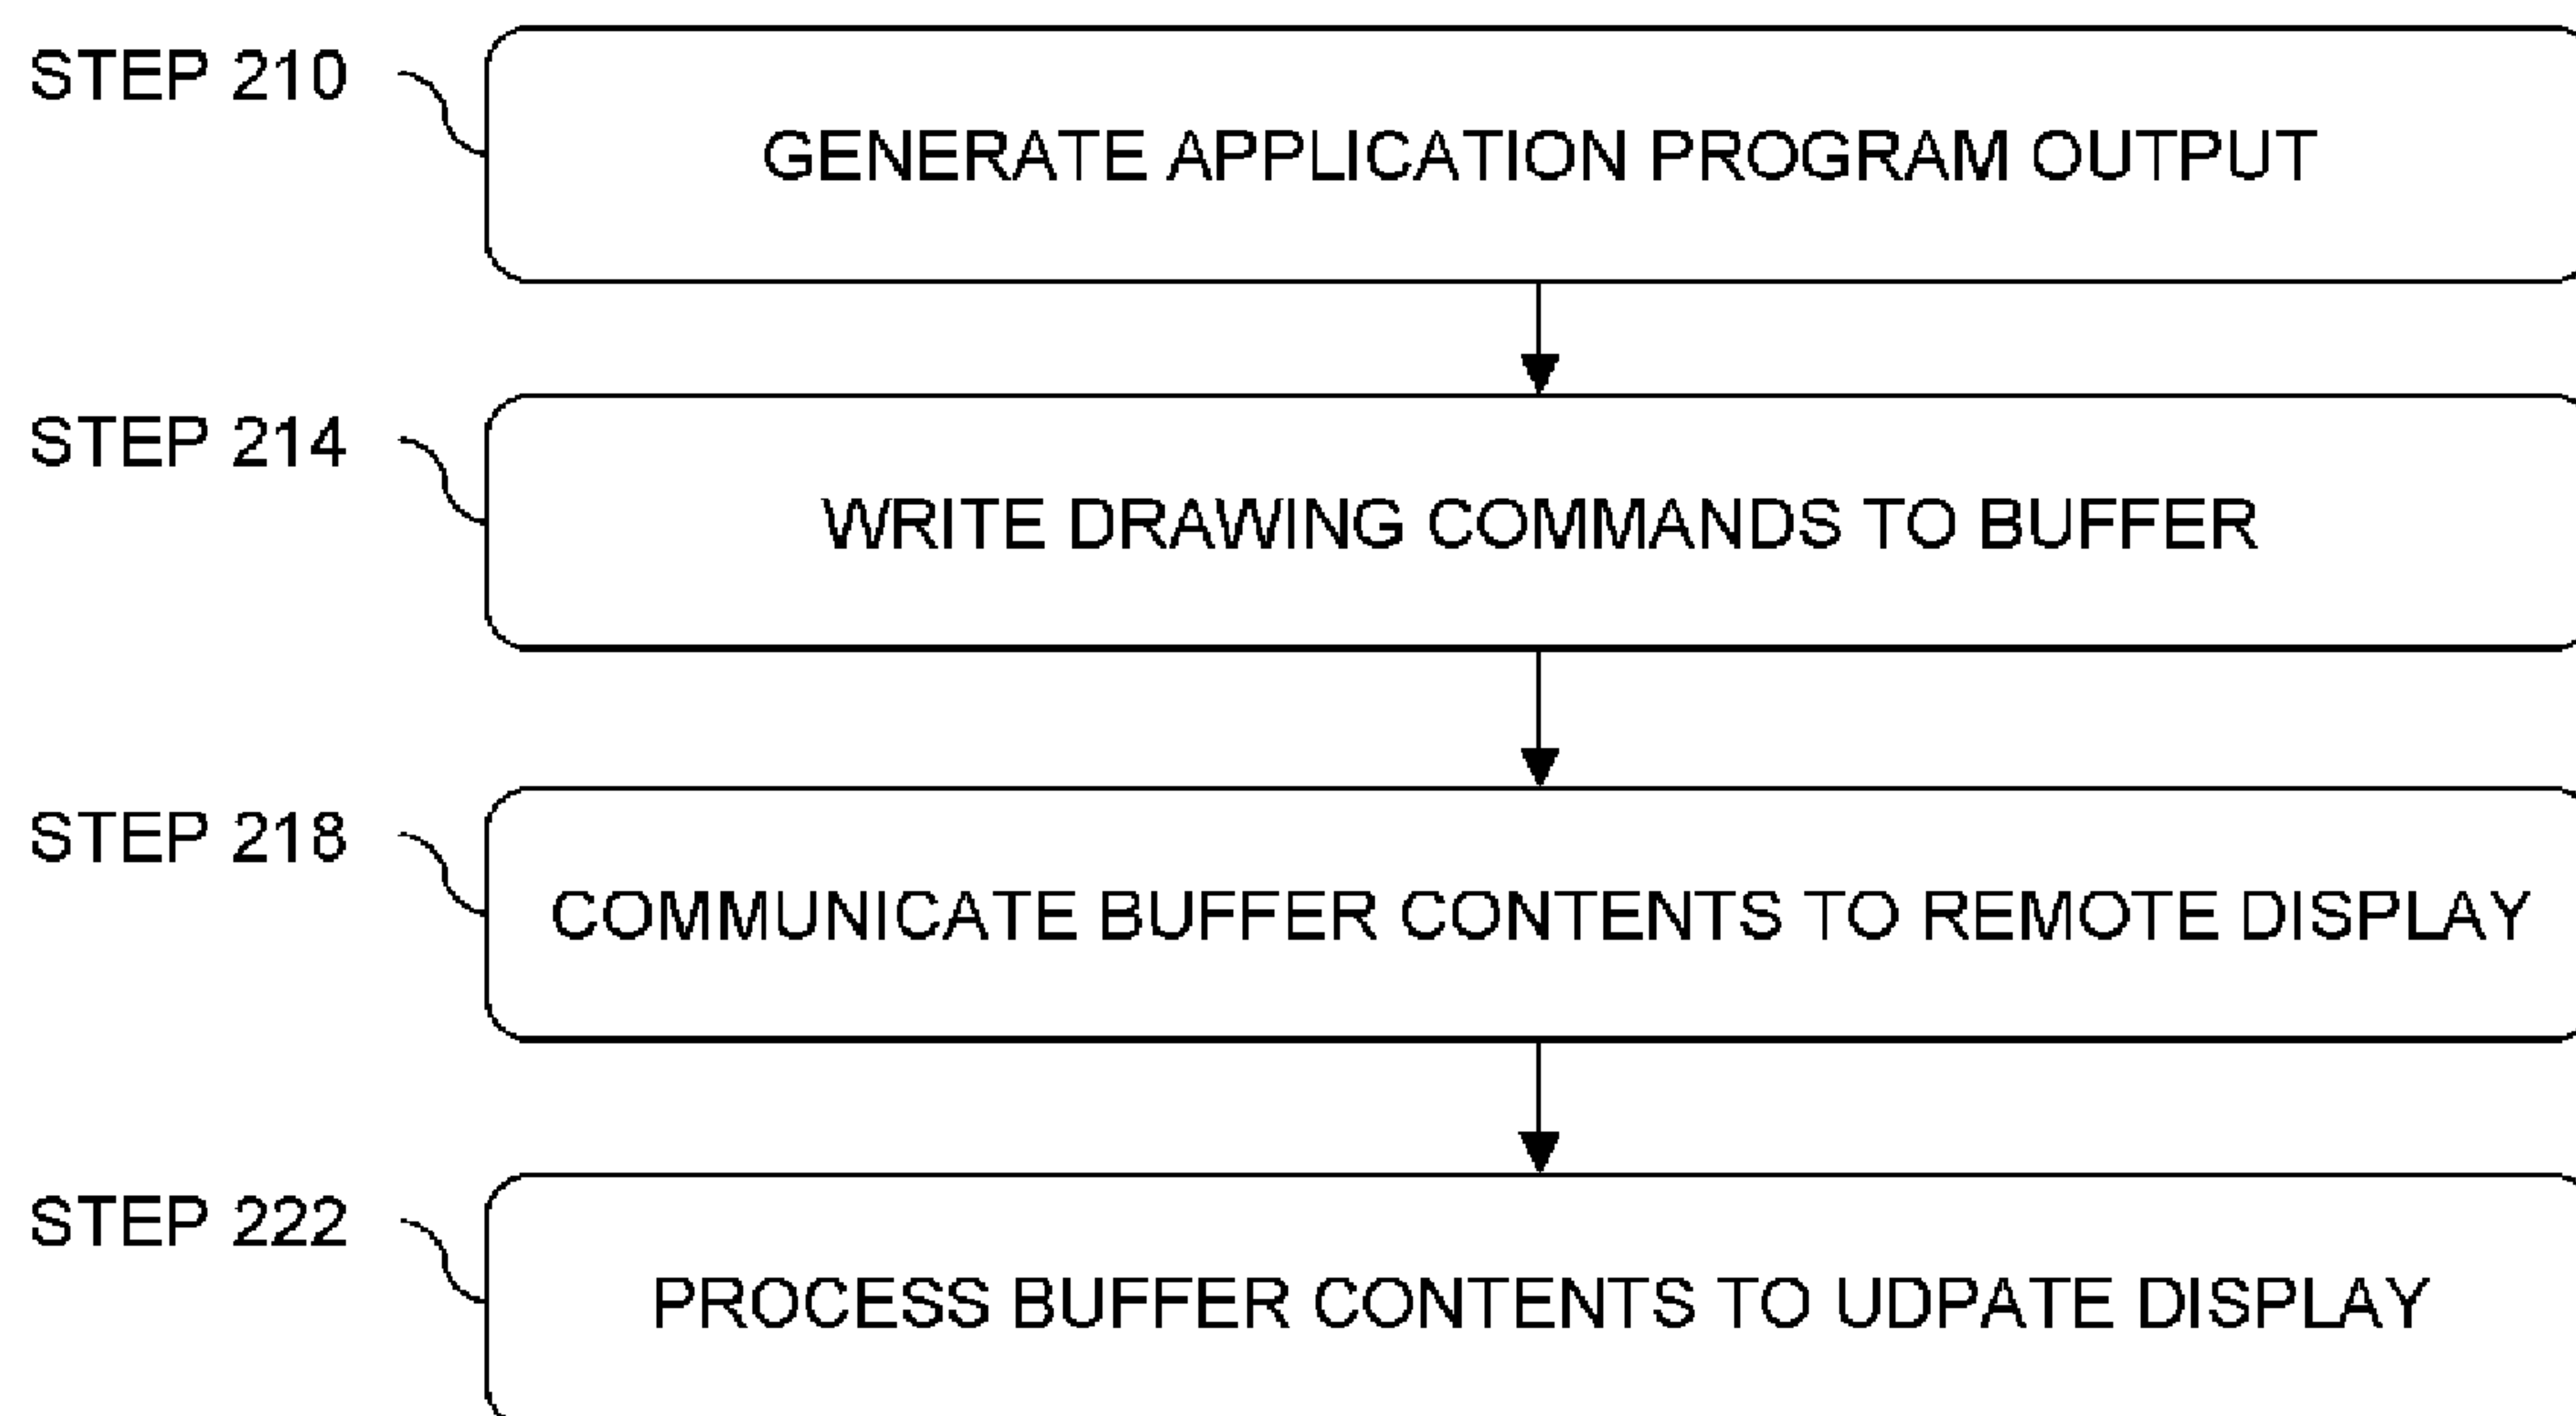 STEP 210
GENERATE APPLICATION PROGRAM OUTPUT
STEP 214
WRITE DRAWING COMMANDS TO BUFFER
STEP 218
COMMUNICATE BUFFER CONTENTS TO REMOTE DISPLAY
STEP 222
PROCESS BUFFER CONTENTS TO UDPATE DISPLAY